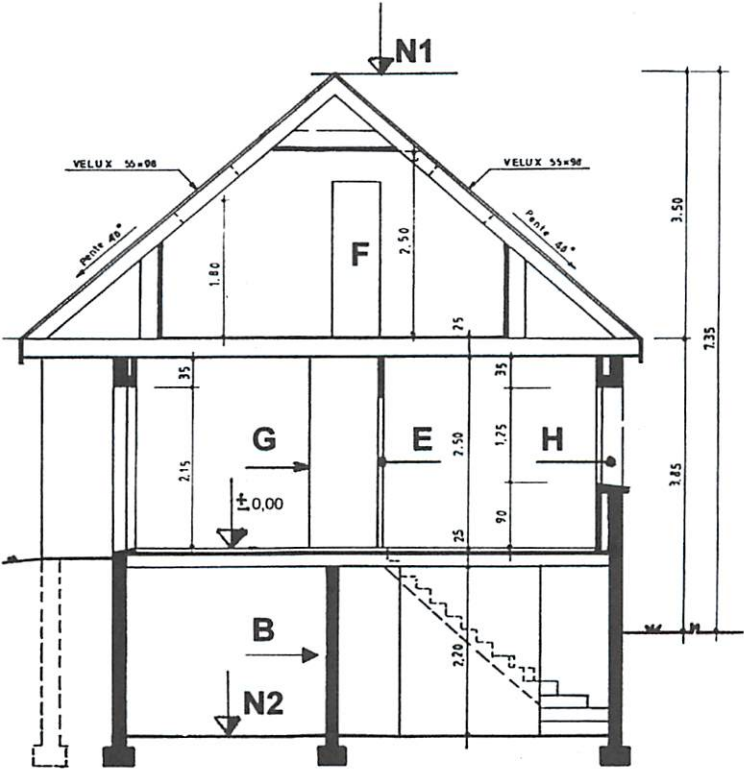 N1
VELUX 55×98
VELUX 55×98
Pente 40°
Pente 40°
3.50
F
2.50
1.80
25
7.35
35
35
G
E
H
2.50
1.75
2.15
3.85
± 0,00
90
25
B
2.20
N2